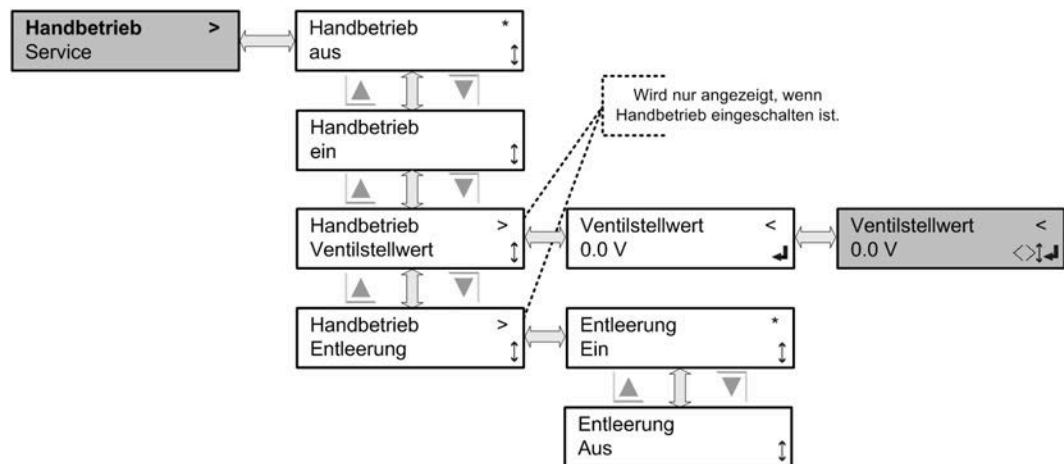 Handbetrieb >
Service
Handbetrieb *
aus
Handbetrieb
ein
Wird nur angezeigt, wenn
Handbetrieb eingeschalten ist.
Handbetrieb >
Ventilstellwert
Ventilstellwert <
0.0 V
Ventilstellwert <
0.0 V <>
Handbetrieb >
Entleerung
Entleerung *
Ein
Entleerung
Aus